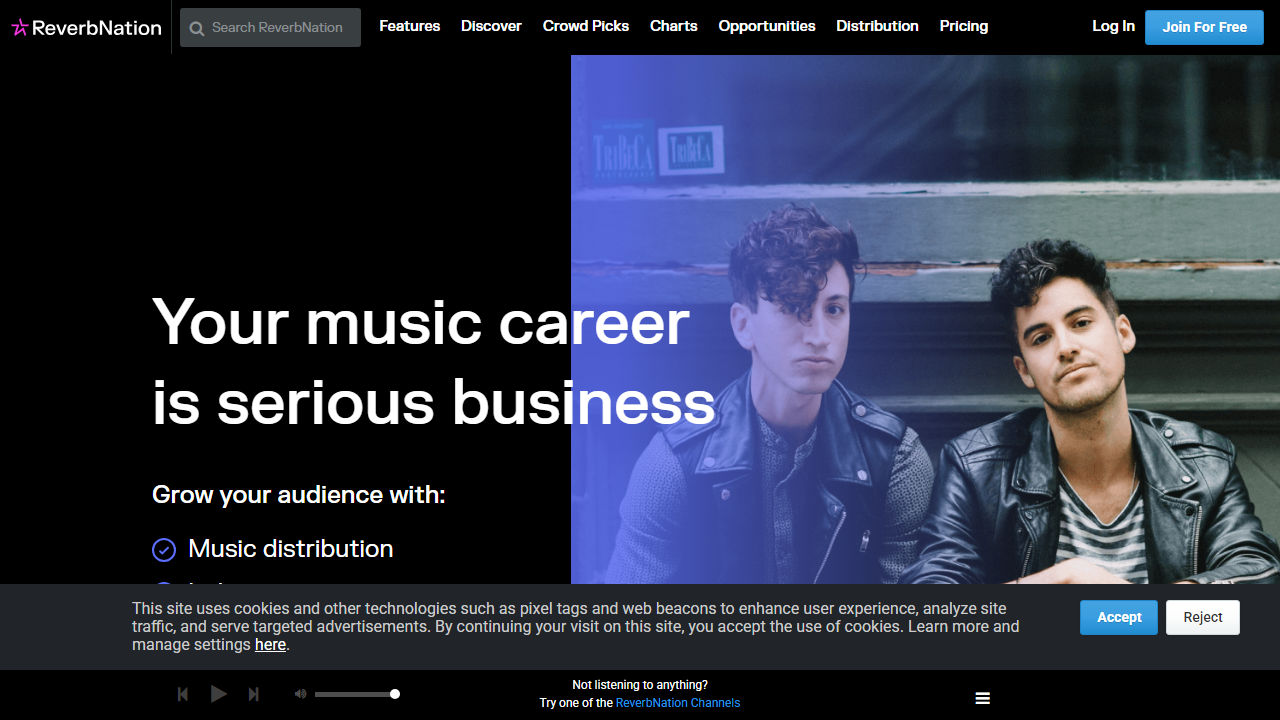 ReverbNation
Search ReverbNation
Features
Discover
Crowd Picks
Charts
Opportunities
Distribution
Pricing
Log In
Join For Free
TRIBECA
TRIBECA
Your music career
is serious business
Grow your audience with:
Music distribution
This site uses cookies and other technologies such as pixel tags and web beacons to enhance user experience, analyze site
traffic, and serve targeted advertisements. By continuing your visit on this site, you accept the use of cookies. Learn more and
manage settings here.
Accept
Reject
Not listening to anything?
Try one of the ReverbNation Channels